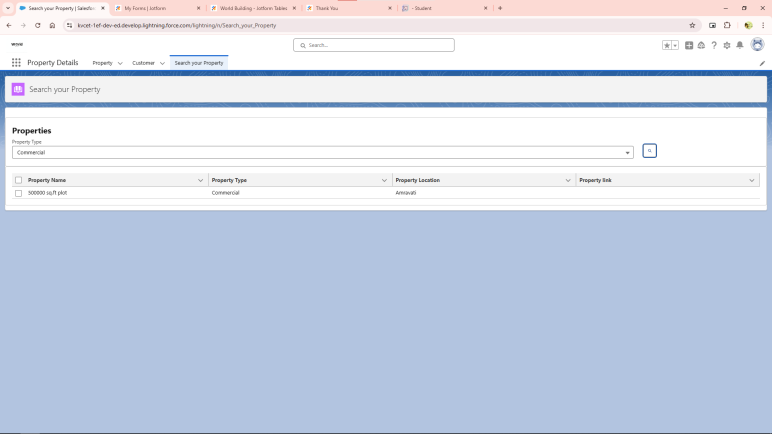 Search your Property | Salesfo
My Forms | Jotform
World Building - Jotform Tables
Thank You
- Student
kvcet-1ef-dev-ed.develop.lightning.force.com/lightning/n/Search_your_Property
Search...
Property Details
Property
Customer
Search your Property
Search your Property
Properties
Property Type
Commercial
Property Name
Property Type
Property Location
Property link
500000 sq.ft plot
Commercial
Amravati